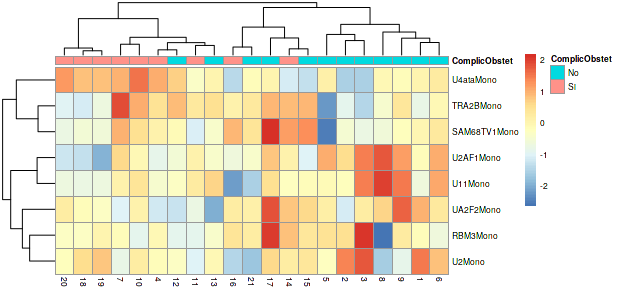 ComplicObstet
U4ataMono
TRA2BMono
SAM68TV1Mono
U2AF1Mono
U11Mono
UA2F2Mono
RBM3Mono
U2Mono
20 18 19 7 10 4 12 11 13 16 21 17 14 15 5 2 3 8 9 1 6
2
1
0
-1
-2
ComplicObstet
No
SI